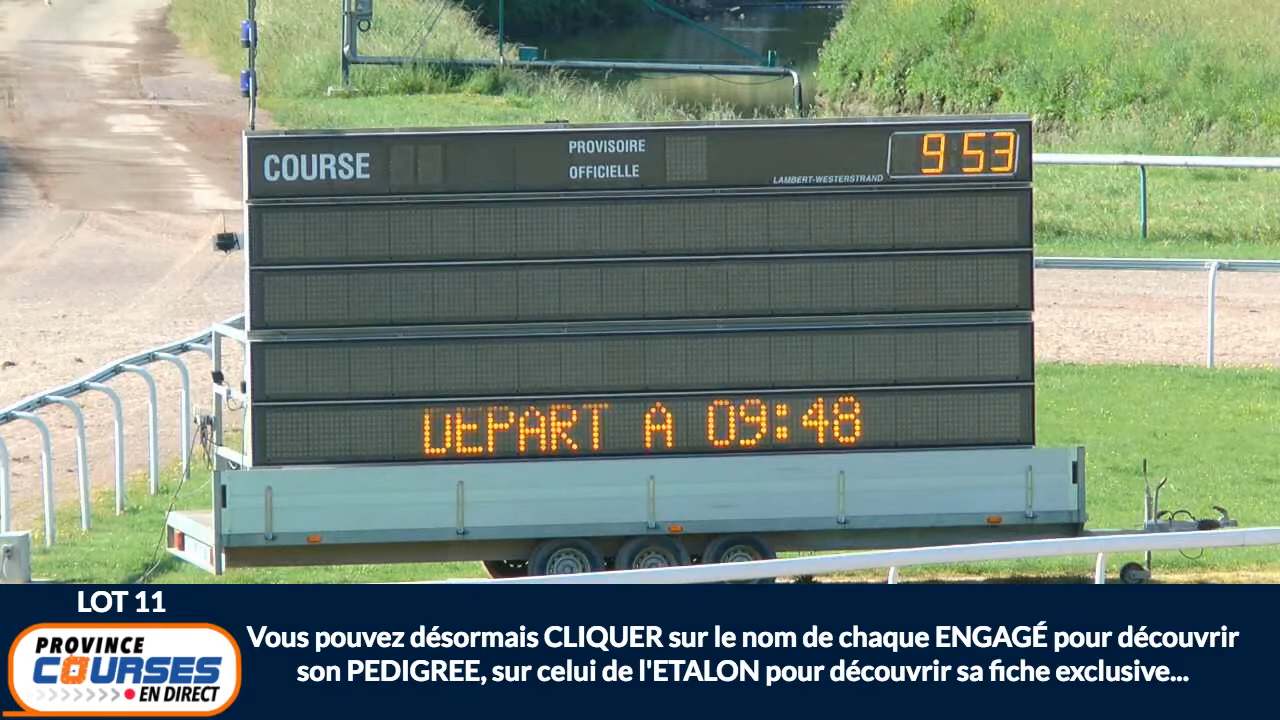 COURSE
PROVISOIRE
OFFICIELLE
LAMBERT-WESTERSTRAND
9 53
DEPART A 09:48
LOT 11
PROVINCE
COURSES
EN DIRECT
Vous pouvez désormais CLIQUER sur le nom de chaque ENGAGÉ pour découvrir
son PEDIGREE, sur celui de l'ETALON pour découvrir sa fiche exclusive...